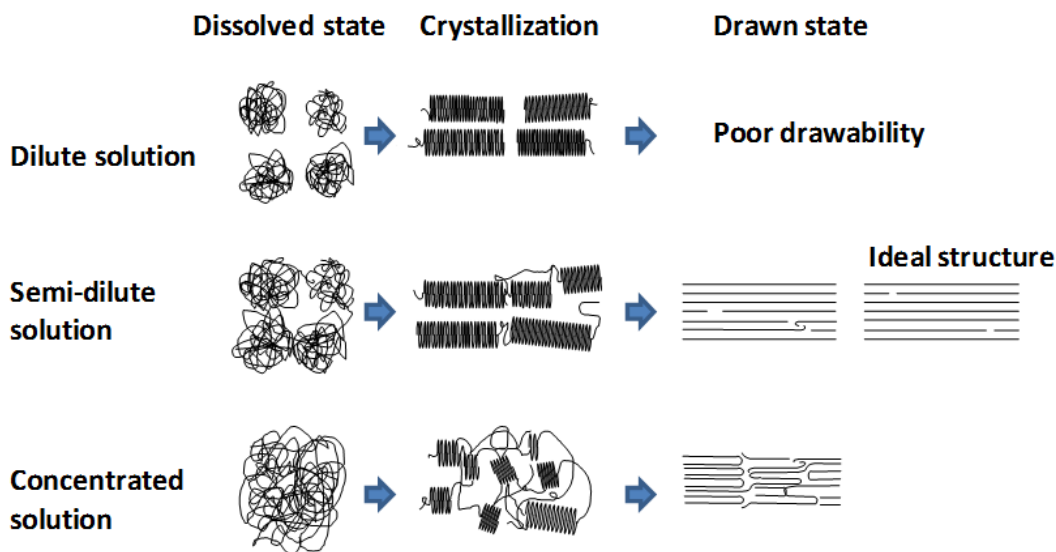 Dissolved state
Crystallization
Drawn state
Dilute solution
Poor drawability
Semi-dilute
solution
Ideal structure
Concentrated
solution